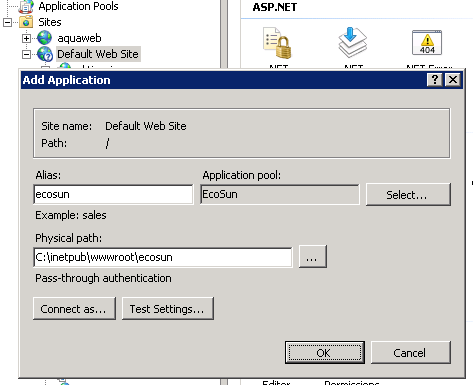 Application Pools
Sites
aquaweb
Default Web Site
ASP.NET
.NET
.NET
.NET Error
404
Add Application
Site name: Default Web Site
Path: /
Alias:
ecosun
Application pool:
EcoSun
Select...
Example: sales
Physical path:
C:\inetpub\wwwroot\ecosun
...
Pass-through authentication
Connect as...
Test Settings...
OK
Cancel
Editor
Permissions